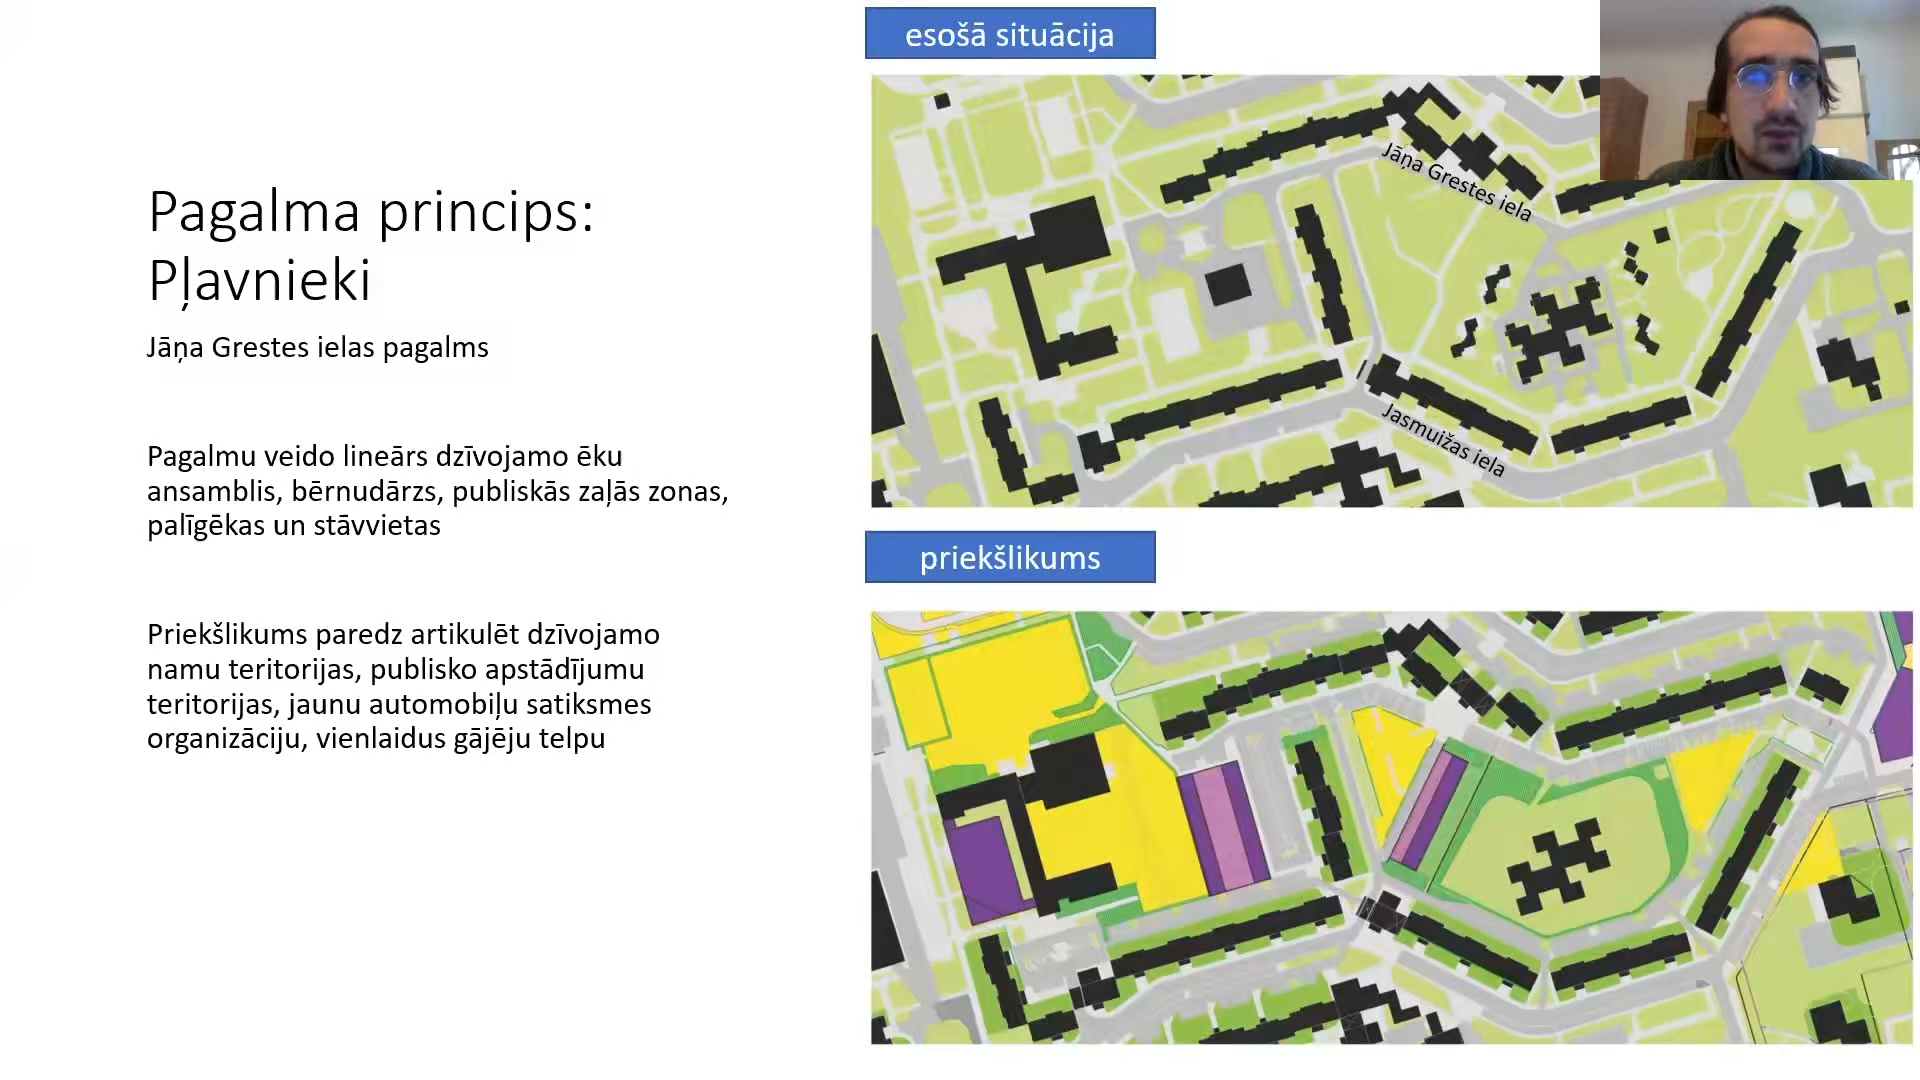 Pagalma princips:
Pļavnieki
Jāņa Grestes ielas pagalms
Pagalmu veido lineārs dzīvojamo ēku
ansamblis, bērnudārzs, publiskās zaļās zonas,
palīgēkas un stāvvietas
Priekšlikums paredz artikulēt dzīvojamo
namu teritorijas, publisko apstādījumu
teritorijas, jaunu automobiļu satiksmes
organizāciju, vienlaidus gājēju telpu
esošā situācija
Jāņa Grestes iela
Jasmuižas iela
priekšlikums